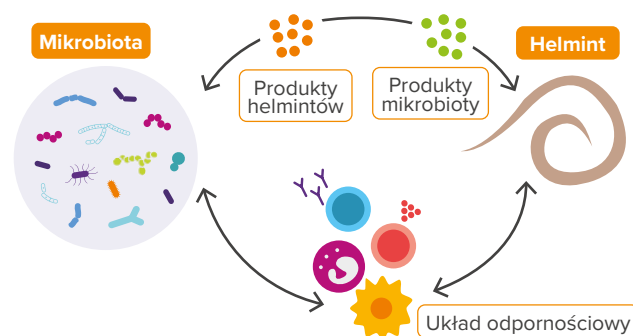 Mikrobiota
Helmint
Produkty
helmintów
Produkty
mikrobioty
Układ odpornościowy